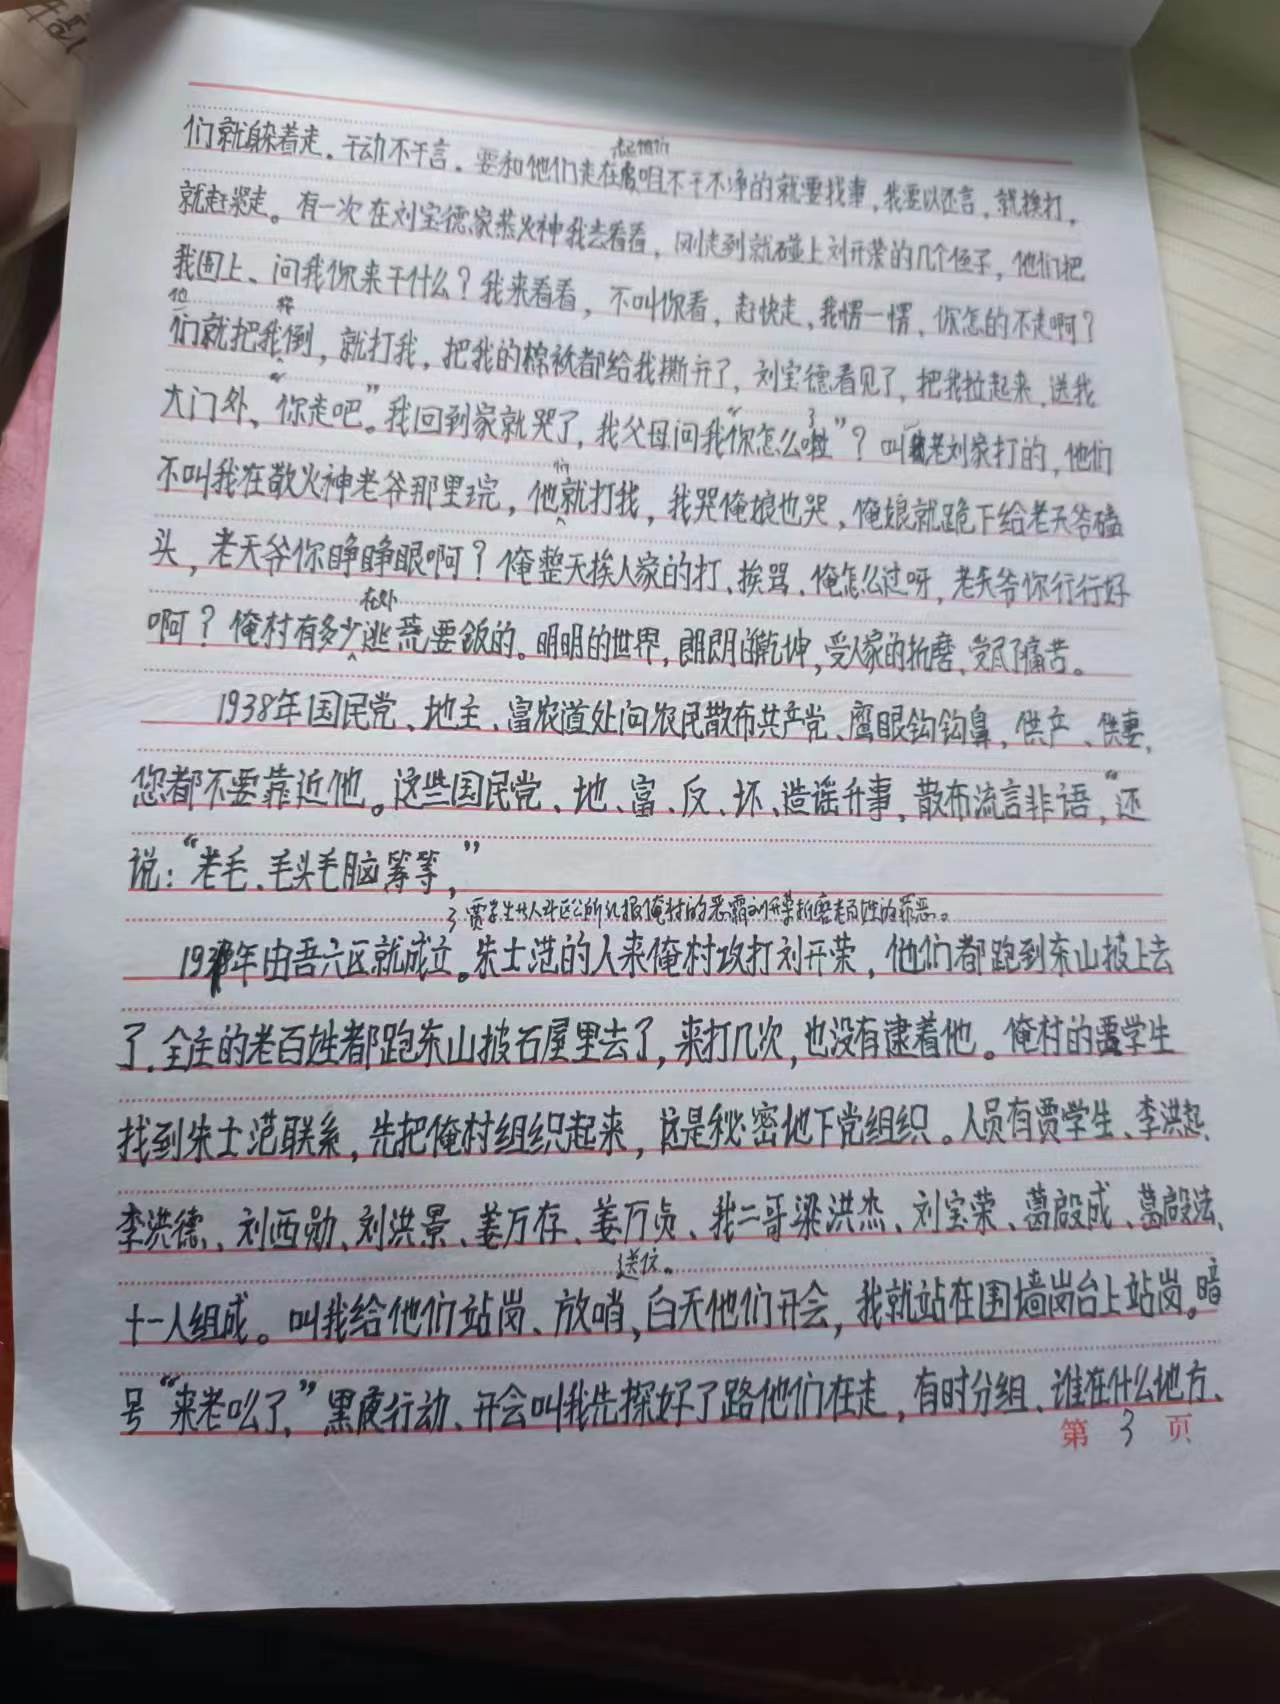 们就躲着走.干动不干言.要和他们走在 咀不干不净的就要找事,我要以还言,就挨打,
就赶紧走。有一次在刘宝德家恭火神我去看看,刚走到就碰上刘开荣的几个侄子,他们把
我围上、问我你来干什么?我来看看,不叫你看,赶快走,我愣一愣,你怎的不走啊?
他
们就把我 倒,就打我,把我的棉袄都给我撕开了,刘宝德看见了,把我拉起来,送我
大门外、“你走吧”。我回到家就哭了,我父母问我“你怎么啦了”?叫 老刘家打的,他们
不叫我在敬火神老爷那里玩,他们就打我,我哭俺娘也哭,俺娘就跪下给老天爷磕
头,老天爷你睁睁眼啊?俺整天挨人家的打、挨骂、俺怎么过呀,老天爷你行行好
啊?俺村有多少在外逃荒要饭的。明明的世界,朗朗的乾坤,受人家的折磨、受尽了痛苦。
1938年国民党、地主、富农道处问农民散布共产党、鹰眼钩钩鼻,供产、供妻,
您都不要靠近他。这些国民党、地、富、反、坏、造谣升事,散布流言非语,“还
说:“老毛、毛头毛脑等等,”
贾学生 人 区公所汇报俺村的恶霸刘开荣折磨老百姓的罪恶。
19 年由吾六区就成立。朱士范的人来俺村攻打刘开荣,他们都跑到东山披上去
了.全庄的老百姓都跑东山披石屋里去了,来打几次,也没有逮着他。俺村的贾学生
找到朱士范联系,先把俺村组织起来,这是秘密地下党组织。人员有贾学生、李洪起、
李洪德、刘西勋、刘洪景、姜万存、姜万贞、我二哥梁洪杰、刘宝荣、葛启成、葛启法、
送信。
十一人组成。叫我给他们站岗、放哨,白天他们开会,我就站在围墙岗台上站岗。暗
号“来老么了,”黑夜行动、开会叫我先探好了路他们在走,有时分组、谁在什么地方、
第 3 页